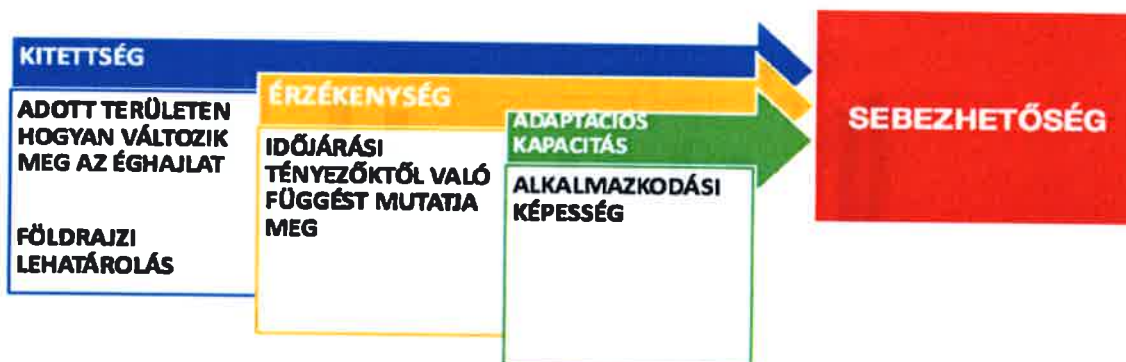 KITETTSÉG
ADOTT TERÜLETEN
HOGYAN VÁLTOZIK
MEG AZ ÉGHAJLAT
FÖLDRAJZI
LEHATÁROLÁS
ÉRZÉKENYSÉG
IDŐJÁRÁSI
TÉNYEZŐKTŐL VALÓ
FÜGGÉST MUTATJA
MEG
ADAPTÁCIÓS
KAPACITÁS
ALKALMAZKODÁSI
KÉPESSÉG
SEBEZHETŐSÉG